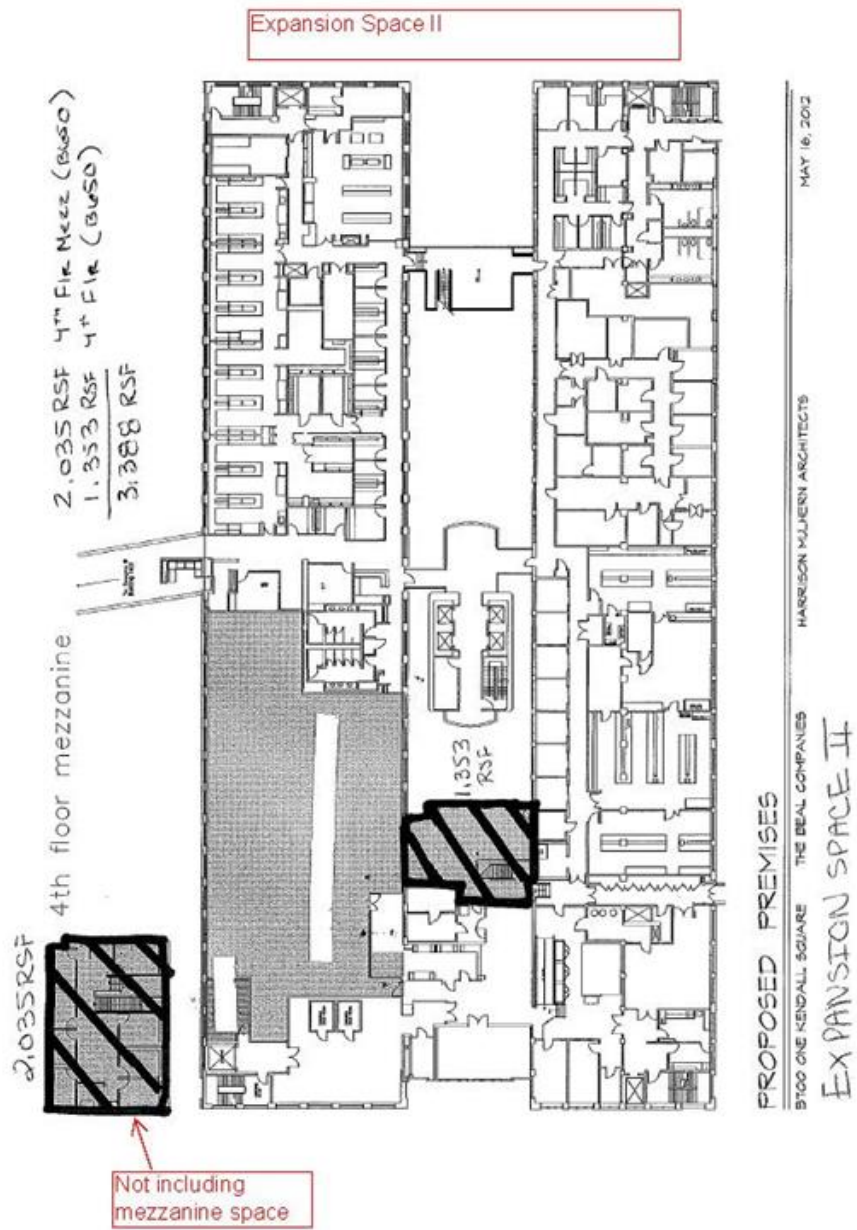 Expansion Space II
2,035 RSF 4TH Flr Mezz (B650)
1,353 RSF 4th Flr (B650)
3,388 RSF
4th floor mezzanine
2,035 RSF
1,353
RSF
Not including
mezzanine space
PROPOSED PREMISES
B700 ONE KENDALL SQUARE THE BEAL COMPANIES HARRISON MULHERN ARCHITECTS MAY 16, 2012
EXPANSION SPACE II